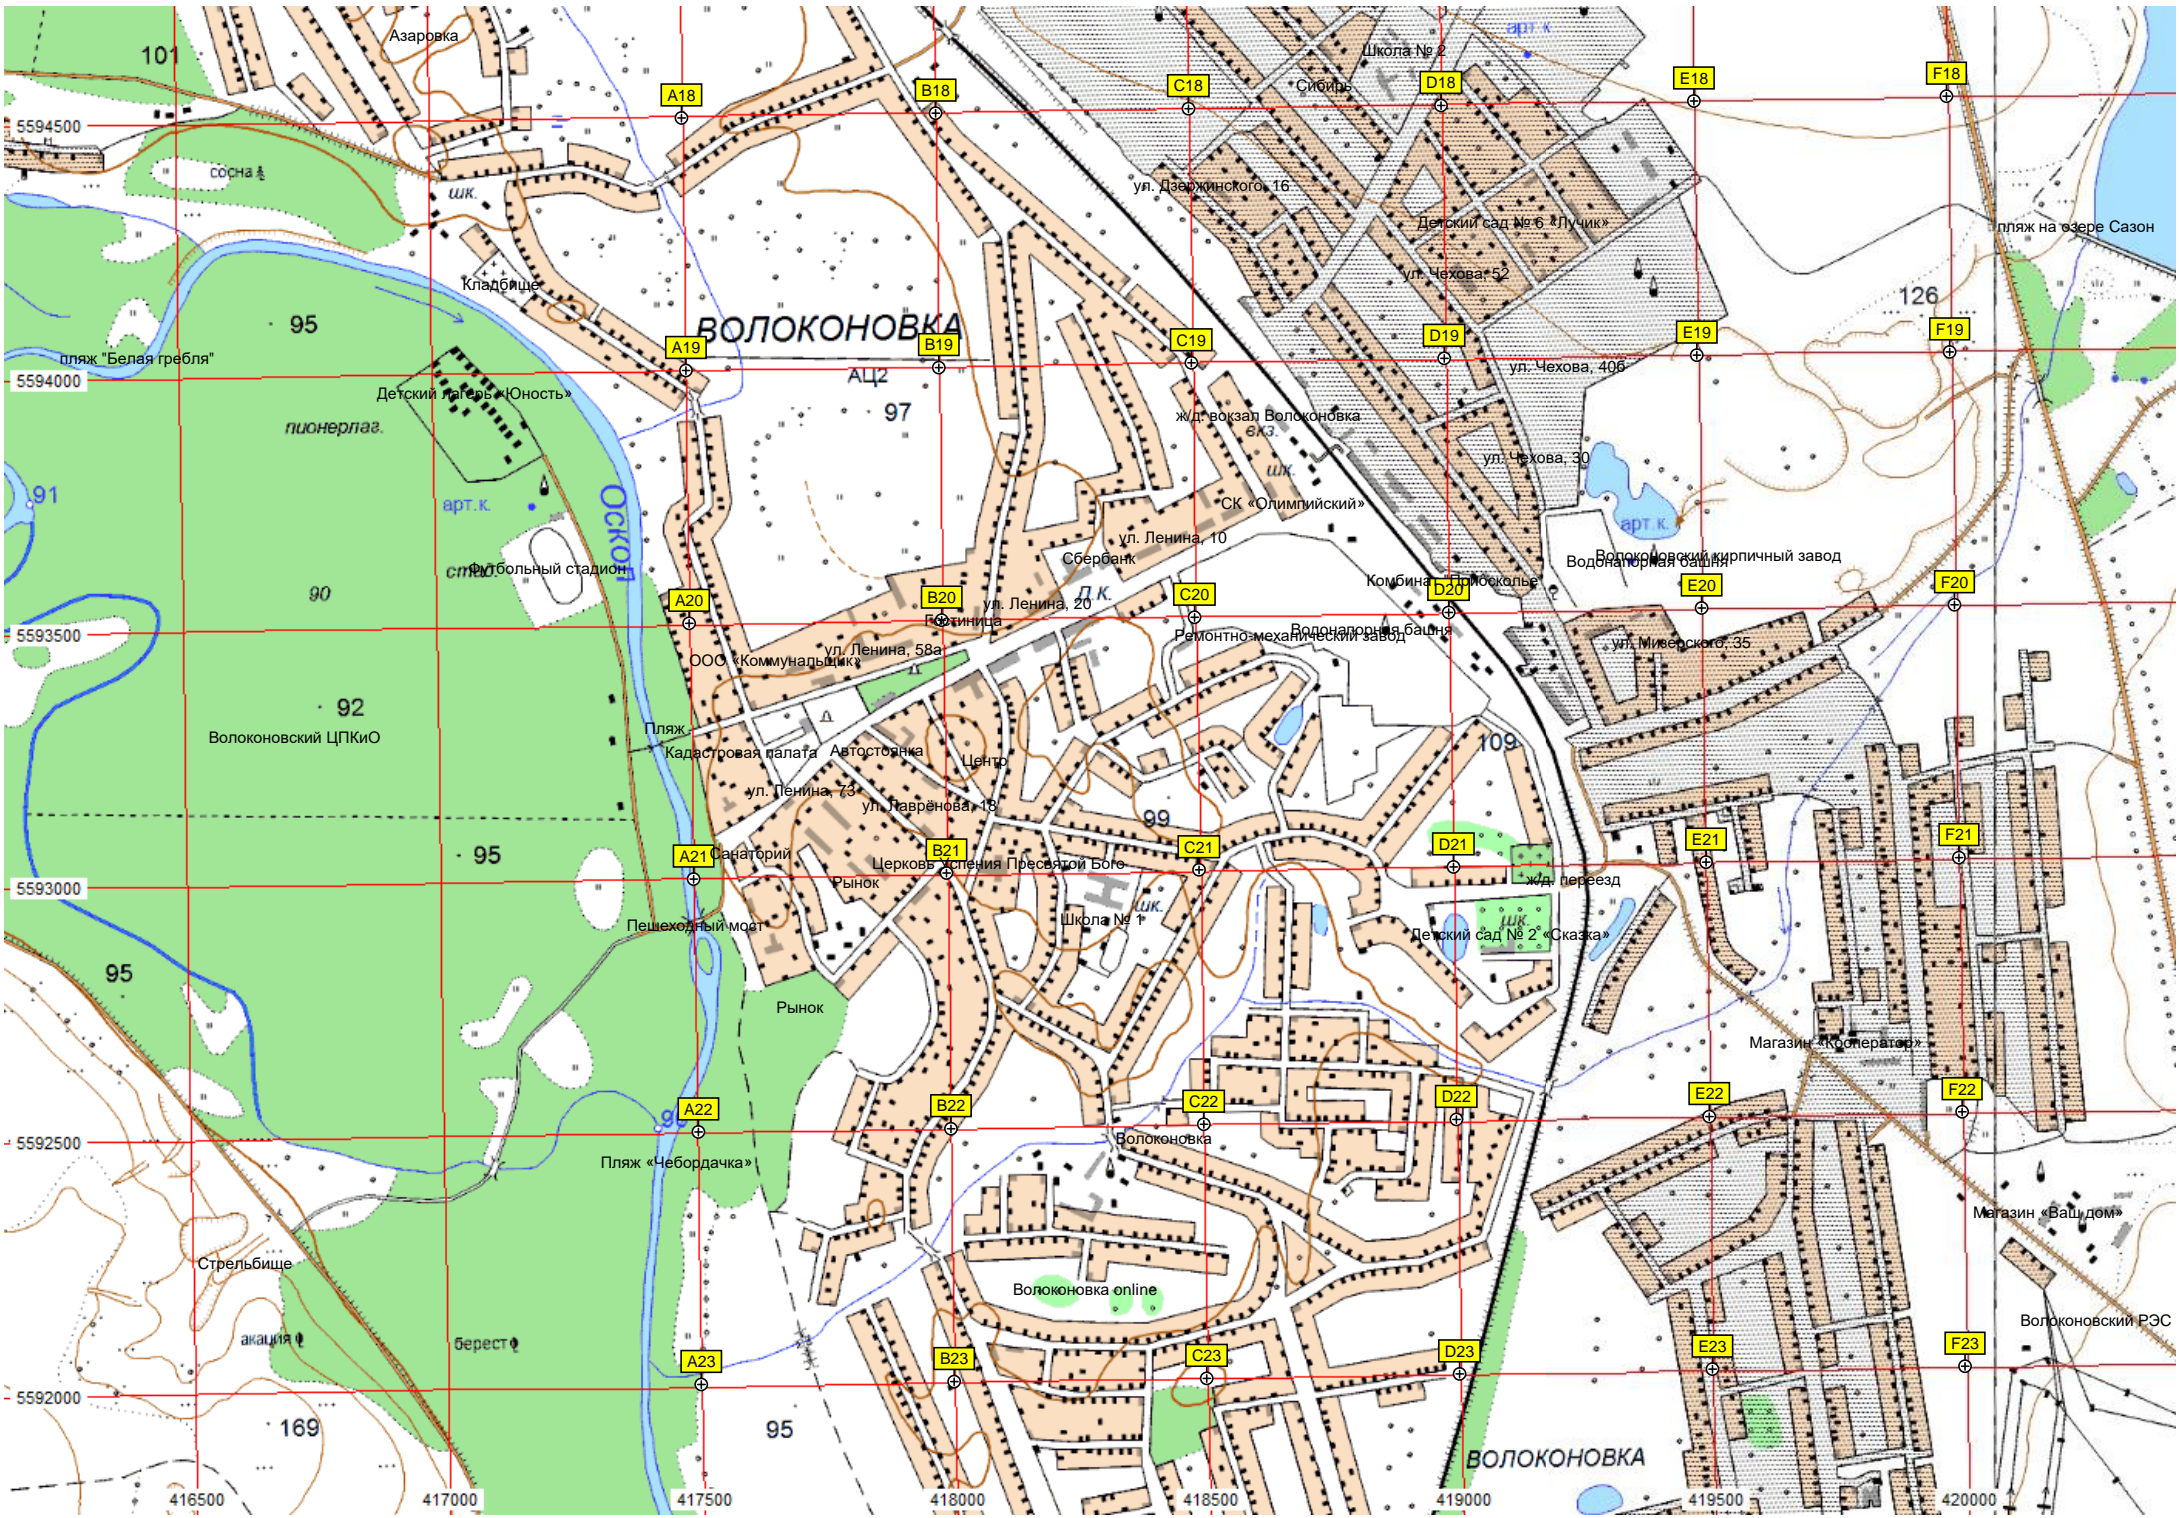 Азаровка
101
Школа № 2
арт.к.
Сибирь
A18
B18
C18
D18
E18
F18
5594500
сосна
шк.
ул. Дзержинского, 16
Детский сад № 6 «Лучик»
пляж на озере Сазон
Кладбище
ул. Чехова, 52
126
95
ВОЛОКОНОВКА
A19
B19
C19
D19
E19
F19
пляж "Белая гребля"
5594000
АЦ2
ул. Чехова, 40б
Детский лагерь «Юность»
пионерлаг.
97
ж/д. вокзал Волоконовка
вкз.
ул. Чехова, 30
шк.
91
арт.к.
Оскол
СК «Олимпийский»
арт.к.
ул. Ленина, 10
Сбербанк
Волоконовский кирпичный завод
Водонапорная башня
стад.
Футбольный стадион
Комбинат "Приосколье"
90
Д.К.
A20
B20
C20
D20
E20
F20
ул. Ленина, 20
Гостиница
5593500
Водонапорная башня
Ремонтно-механический завод
ул. Мизерского, 35
ул. Ленина, 58а
ООО «Коммунальщик»
92
Волоконовский ЦПКиО
Пляж
Кадастровая палата
Автостоянка
Центр
109
ул. Ленина, 73
ул. Лаврёнова, 13
99
95
A21
B21
C21
D21
E21
F21
Санаторий
Церковь Успения Пресвятой Бого
Рынок
5593000
ж/д. переезд
Школа № 1
шк.
шк.
Пешеходный мост
Детский сад № 2 «Сказка»
95
Рынок
Магазин «Кооператор»
A22
B22
C22
D22
E22
F22
5592500
Волоконовка
Пляж «Чебордачка»
Магазин «Ваш дом»
Стрельбище
Волоконовка online
Волоконовский РЭС
акация
берест
A23
B23
C23
D23
E23
F23
5592000
169
95
ВОЛОКОНОВКА
416500
417000
417500
418000
418500
419000
419500
420000